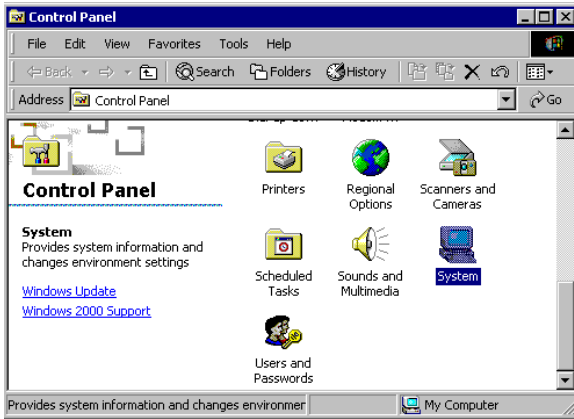 Control Panel
File Edit View Favorites Tools Help
Back Search Folders History
Address Control Panel Go
Control Panel
System
Provides system information and
changes environment settings
Windows Update
Windows 2000 Support
Printers
Regional
Options
Scanners and
Cameras
Scheduled
Tasks
Sounds and
Multimedia
System
Users and
Passwords
Provides system information and changes environmer
My Computer